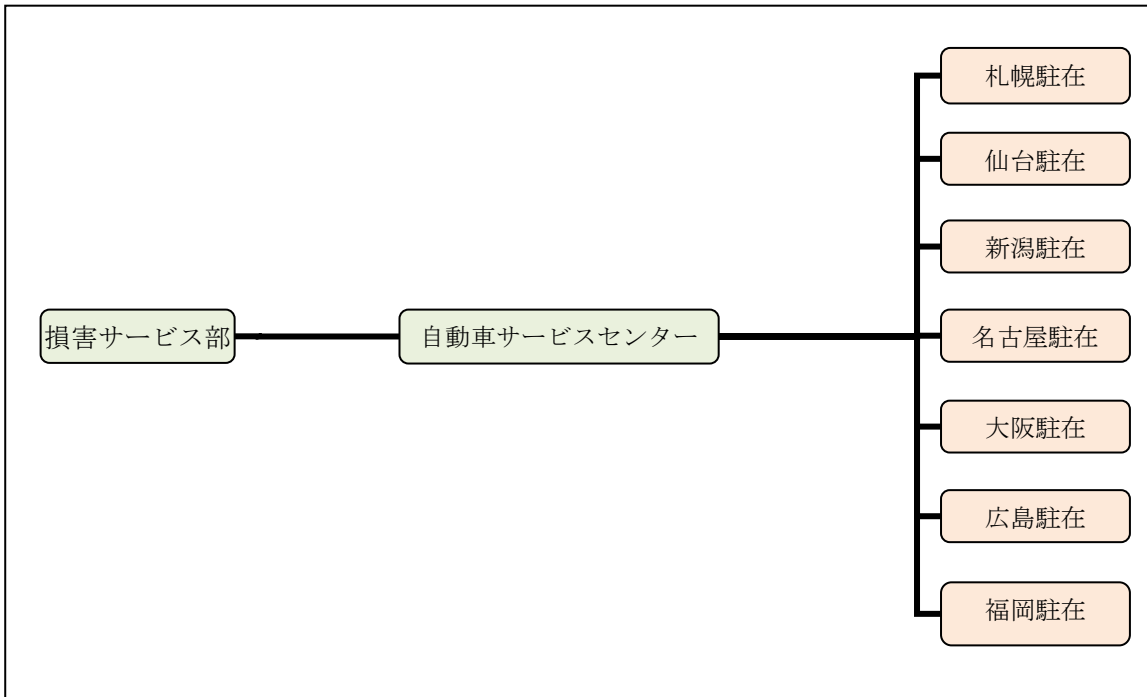 損害サービス部
自動車サービスセンター
札幌駐在
仙台駐在
新潟駐在
名古屋駐在
大阪駐在
広島駐在
福岡駐在